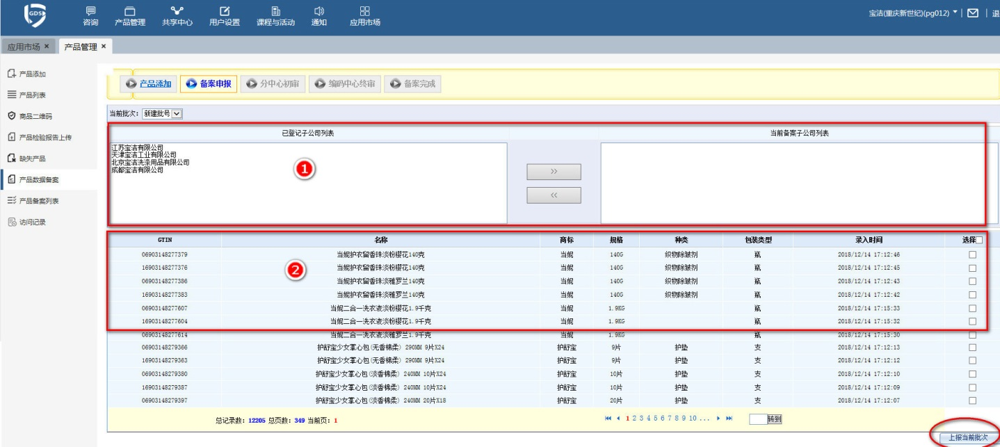 GDS
咨询 产品管理 共享中心 用户设置 课程与活动 通知 应用市场 宝洁(重庆新世纪)(pg012) 退
应用市场 × 产品管理 ×
产品添加
产品列表
商品二维码
产品检验报告上传
缺失产品
产品数据备案
产品备案列表
访问记录
产品添加 备案申报 分中心初审 编码中心终审 备案完成
当前批次: 新建批号
已登记子公司列表 当前备案子公司列表
江苏宝洁有限公司
天津宝洁工业有限公司
北京宝洁洗涤用品有限公司
成都宝洁有限公司
1
>>
<<
GTIN 名称 商标 规格 种类 包装类型 录入时间 选择
06903148277379 当妮护衣留香珠淡粉樱花140克 当妮 140G 织物除皱剂 瓶 2018/12/14 17:12:46
16903148277376 当妮护衣留香珠淡粉樱花140克 当妮 140G 织物除皱剂 瓶 2018/12/14 17:12:45
2
06903148277386 当妮护衣留香珠淡雅罗兰140克 当妮 140G 织物除皱剂 瓶 2018/12/14 17:12:43
16903148277383 当妮护衣留香珠淡雅罗兰140克 当妮 140G 织物除皱剂 瓶 2018/12/14 17:12:42
06903148277607 当妮二合一洗衣液淡粉樱花1.9千克 当妮 1.9KG 瓶 2018/12/14 17:15:33
16903148277604 当妮二合一洗衣液淡粉樱花1.9千克 当妮 1.9KG 瓶 2018/12/14 17:15:32
06903148277614 当妮二合一洗衣液淡雅罗兰1.9千克 当妮 1.9KG 瓶 2018/12/14 17:15:30
06903148279366 护舒宝少女掌心包(无香棉柔) 290MM 9片X24 护舒宝 9片 护垫 支 2018/12/14 17:12:13
16903148279363 护舒宝少女掌心包(无香棉柔) 290MM 9片X24 护舒宝 9片 护垫 支 2018/12/14 17:12:12
06903148279380 护舒宝少女掌心包(淡香棉柔) 240MM 10片X24 护舒宝 10片 护垫 支 2018/12/14 17:12:10
16903148279387 护舒宝少女掌心包(淡香棉柔) 240MM 10片X24 护舒宝 10片 护垫 支 2018/12/14 17:12:09
06903148279397 护舒宝少女掌心包(淡香棉柔) 240MM 20片X18 护舒宝 20片 护垫 支 2018/12/14 17:12:07
总记录数: 12205 总页数: 349 当前页: 1 1 2 3 4 5 6 7 8 9 10 ... 转到
上报当前批次